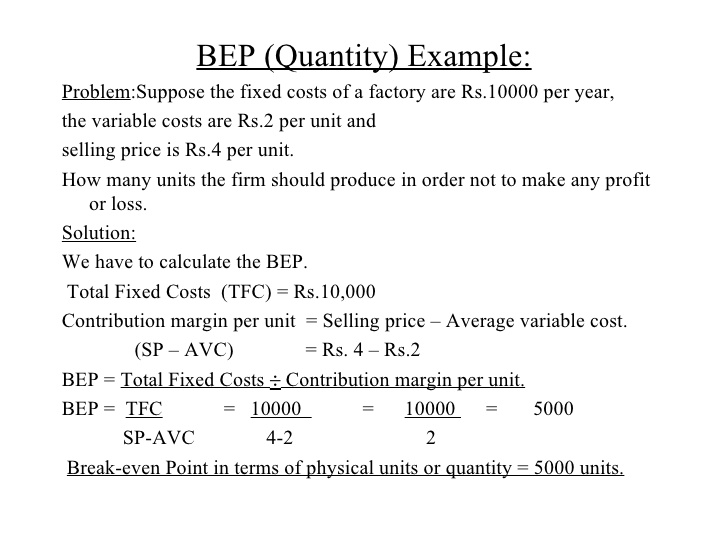 BEP (Quantity) Example:
Problem:Suppose the fixed costs of a factory are Rs.10000 per year,
the variable costs are Rs.2 per unit and
selling price is Rs.4 per unit.
How many units the firm should produce in order not to make any profit
or loss.
Solution:
We have to calculate the BEP.
Total Fixed Costs (TFC) = Rs.10,000
Contribution margin per unit = Selling price – Average variable cost.
(SP – AVC) = Rs. 4 – Rs.2
BEP = Total Fixed Costs ÷ Contribution margin per unit.
BEP = TFC = 10000 = 10000 = 5000
SP-AVC 4-2 2
Break-even Point in terms of physical units or quantity = 5000 units.